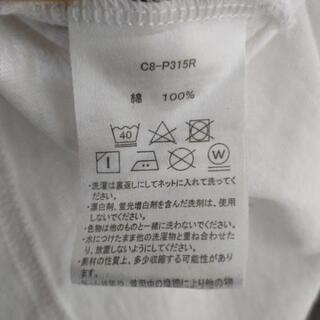 C8-P315R
綿 100%
40
W
・洗濯は裏返しにしてネットに入れて洗ってく
ださい。
・漂白剤、蛍光増白剤を含んだ洗剤は、使用
しないでください。
・色物は他のものと一緒に洗わないでください。
・水につけたまま他の洗濯物と重ね合わせた
り、放置しないようにしてください。
・素材の性質上、多少収縮する可能性があり
ます。